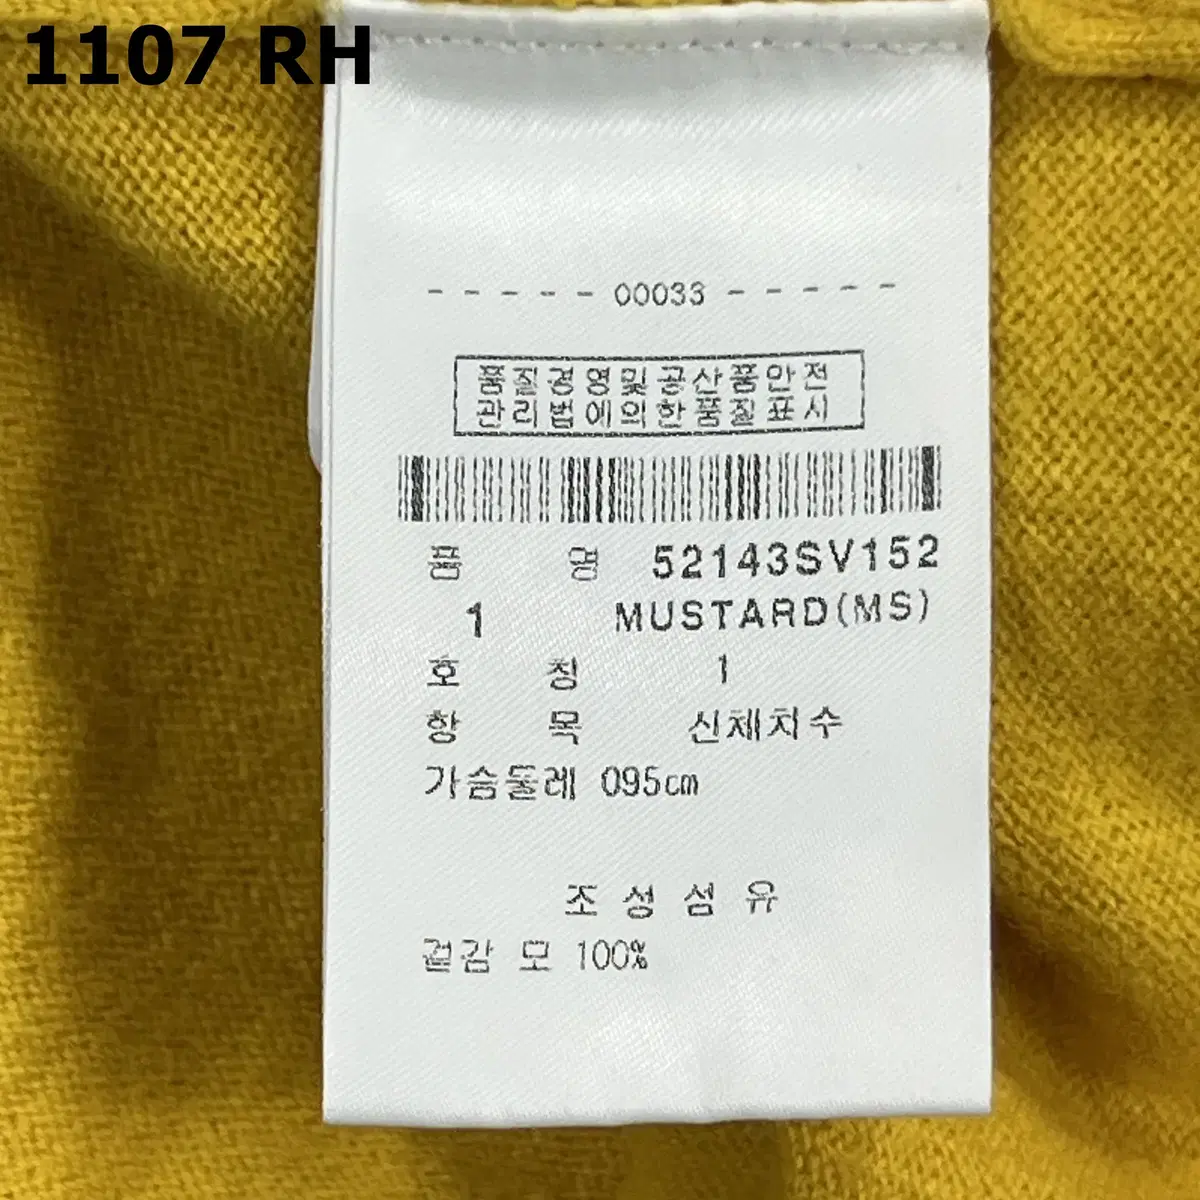 1107 RH
- - - - - 00033 - - - - -
품질경영및공산품안전
관리법에의한품질표시
품 명 52143SV152
1 MUSTARD(MS)
호 칭 1
항 목 신체치수
가슴둘레 095cm
조성섬유
겉감 모 100%